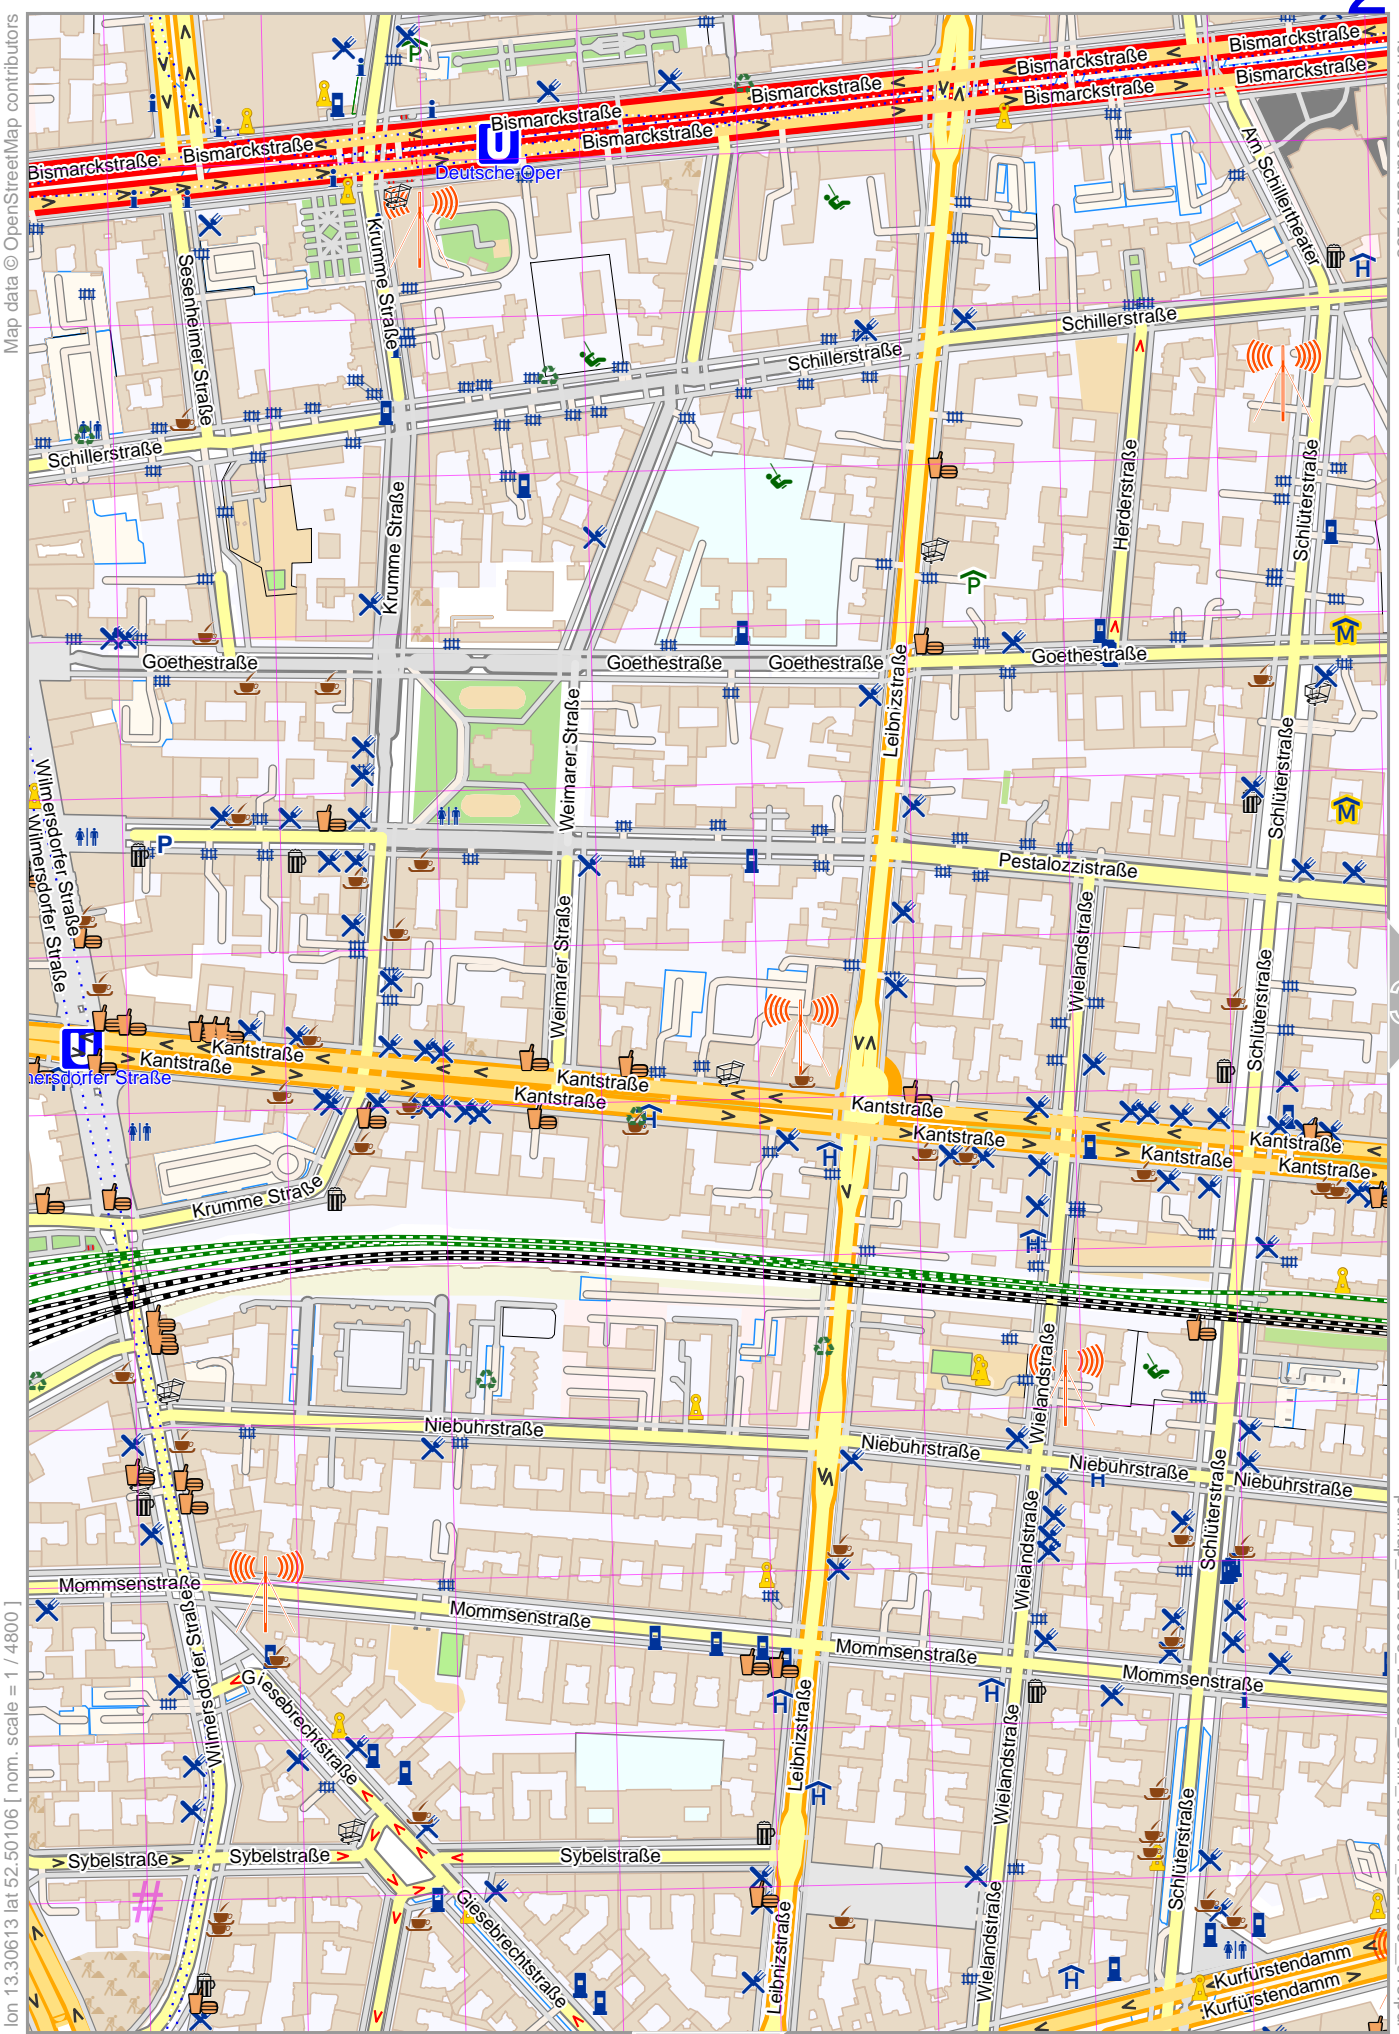 Map data © OpenStreetMap contributors
Bismarckstraße
Bismarckstraße
Bismarckstraße
Bismarckstraße
Bismarckstraße
Bismarckstraße
Bismarckstraße
Bismarckstraße
Bismarckstraße
P
U
Deutsche Oper
Am Schillertheater
H
Sesenheimer Straße
Krumme Straße
Schillerstraße
Schillerstraße
Schillerstraße
Krumme Straße
Herderstraße
Schlüterstraße
P
M
Goethestraße
Goethestraße
Goethestraße
Goethestraße
Leibnizstraße
Weimarer Straße
Schlüterstraße
Wilmersdorfer Straße
Wilmersdorfer Straße
P
M
Pestalozzistraße
Weimarer Straße
Wielandstraße
Schlüterstraße
U
mersdorfer Straße
Kantstraße
Kantstraße
Kantstraße
Kantstraße
Kantstraße
Kantstraße
Kantstraße
Kantstraße
Kantstraße
H
H
H
Krumme Straße
Wielandstraße
Niebuhrstraße
Niebuhrstraße
Niebuhrstraße
Niebuhrstraße
H
Schlüterstraße
Wielandstraße
Mommsenstraße
Mommsenstraße
Mommsenstraße
Mommsenstraße
Wilmersdorfer Straße
Giesebrechtstraße
H
H
H
Leibnizstraße
Wielandstraße
Schlüterstraße
Sybelstraße
Sybelstraße
Sybelstraße
#
Giesebrechtstraße
Leibnizstraße
Wielandstraße
H
Kurfürstendamm
Kurfürstendamm
lon 13.30613 lat 52.50106 [ nom. scale = 1 / 4800 ]